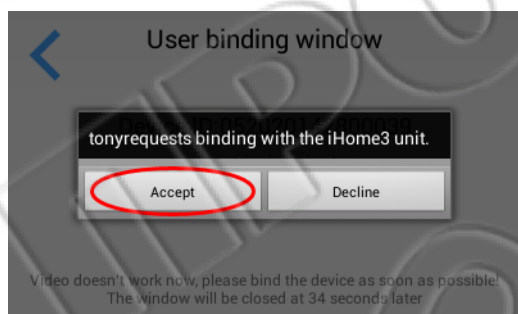 User binding window
tonyrequests binding with the iHome3 unit.
Accept
Decline
Video doesn't work now, please bind the device as soon as possible!
The window will be closed at 34 seconds later